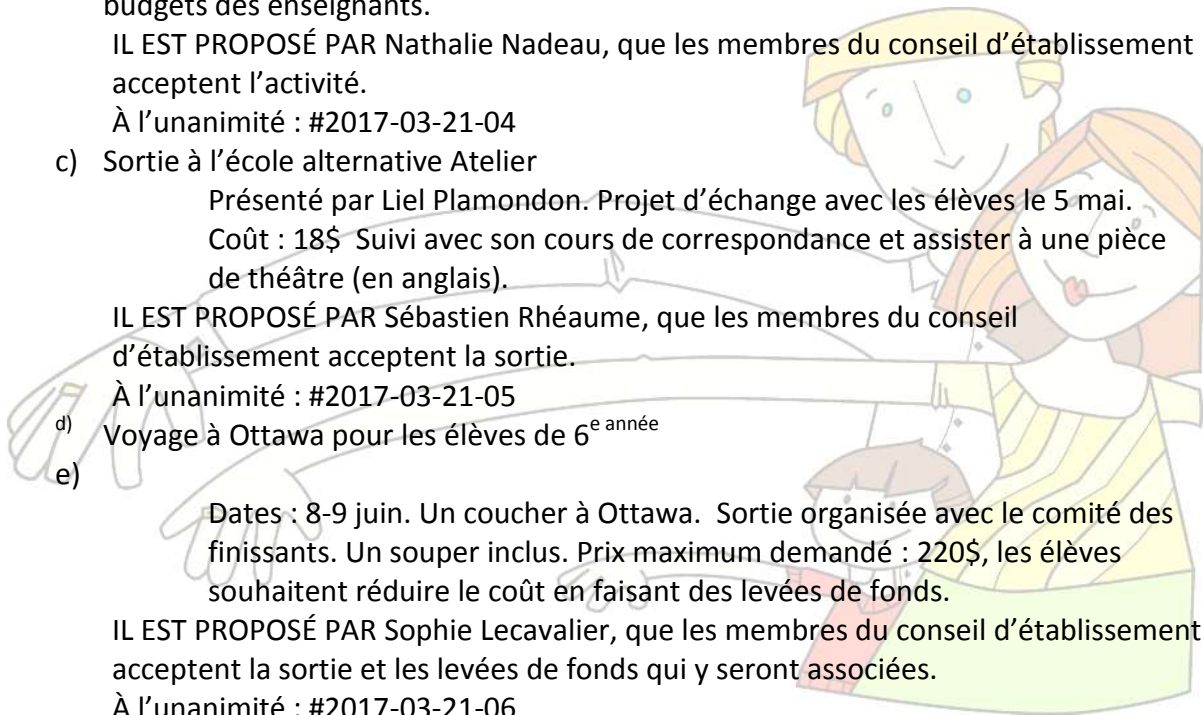 budgets des enseignants.
IL EST PROPOSÉ PAR Nathalie Nadeau, que les membres du conseil d’établissement
acceptent l’activité.
À l’unanimité : #2017-03-21-04
c) Sortie à l’école alternative Atelier
Présenté par Liel Plamondon. Projet d’échange avec les élèves le 5 mai.
Coût : 18$ Suivi avec son cours de correspondance et assister à une pièce
de théâtre (en anglais).
IL EST PROPOSÉ PAR Sébastien Rhéaume, que les membres du conseil
d’établissement acceptent la sortie.
À l’unanimité : #2017-03-21-05
d) Voyage à Ottawa pour les élèves de 6e année
e)
Dates : 8-9 juin. Un coucher à Ottawa. Sortie organisée avec le comité des
finissants. Un souper inclus. Prix maximum demandé : 220$, les élèves
souhaitent réduire le coût en faisant des levées de fonds.
IL EST PROPOSÉ PAR Sophie Lecavalier, que les membres du conseil d’établissement
acceptent la sortie et les levées de fonds qui y seront associées.
À l’unanimité : #2017-03-21-06